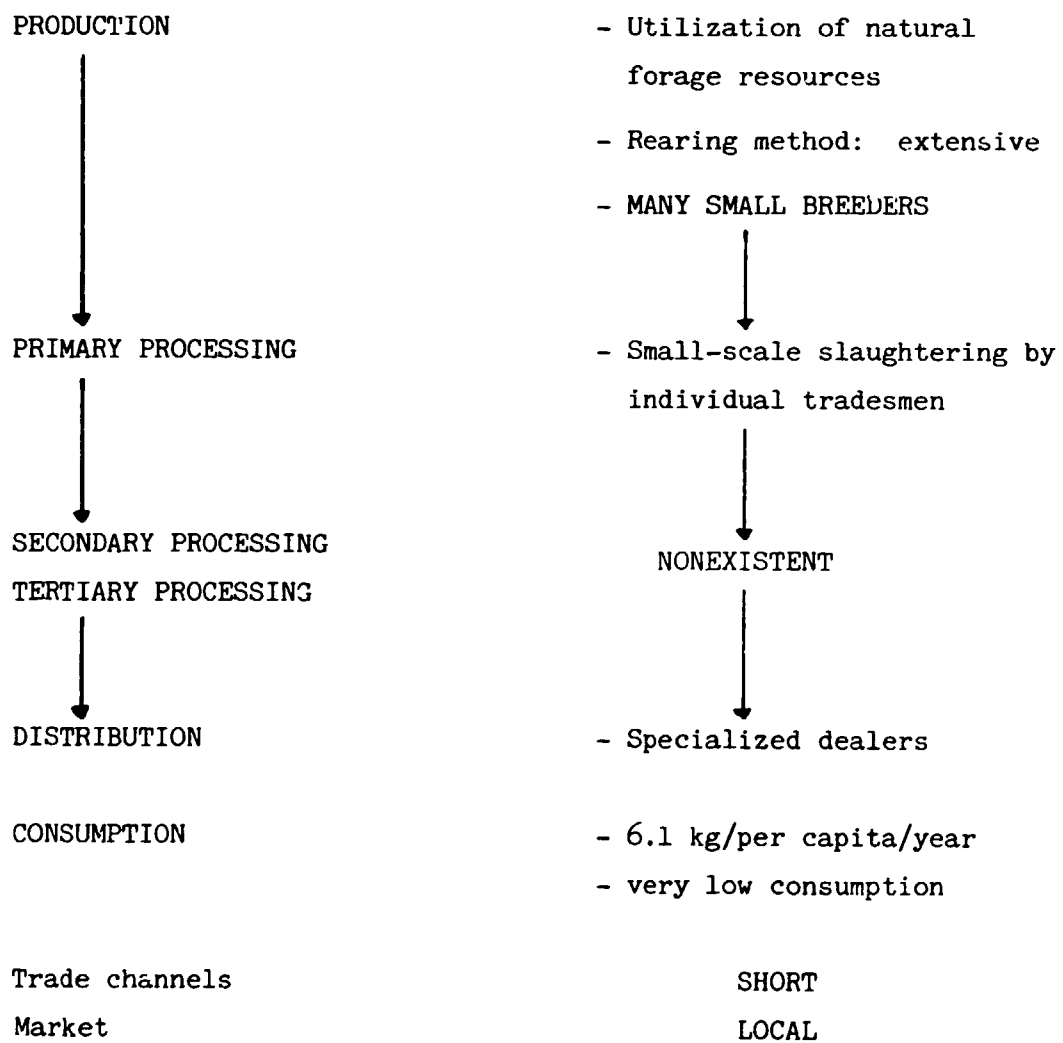 PRODUCTION
- Utilization of natural
forage resources
- Rearing method: extensive
- MANY SMALL BREEDERS
PRIMARY PROCESSING
- Small-scale slaughtering by
individual tradesmen
SECONDARY PROCESSING
TERTIARY PROCESSING
NONEXISTENT
DISTRIBUTION
- Specialized dealers
CONSUMPTION
- 6.1 kg/per capita/year
- very low consumption
Trade channels
SHORT
Market
LOCAL